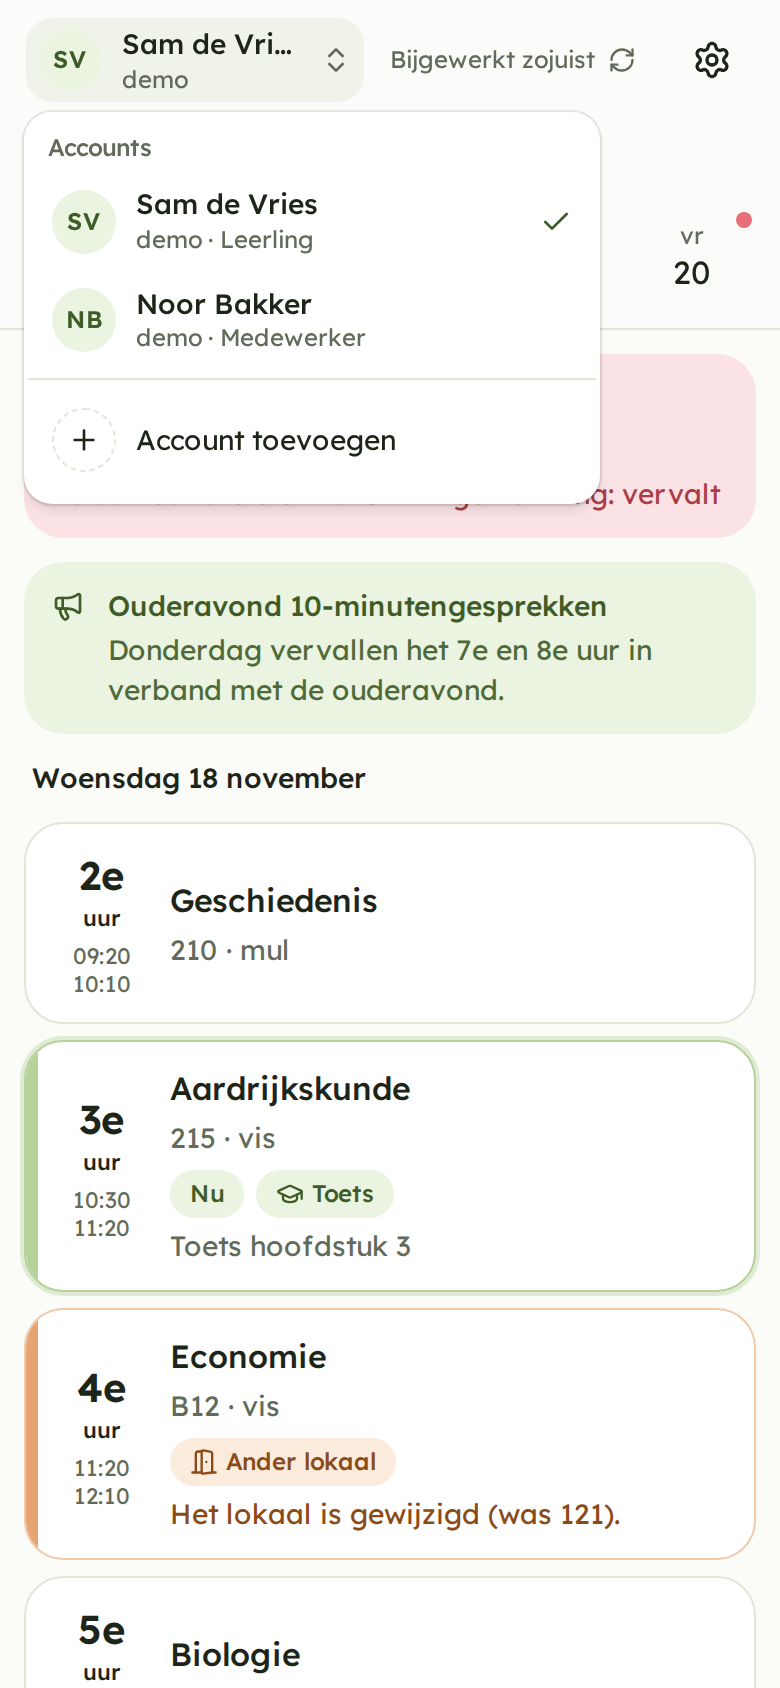 SV
Sam de Vri...
demo
Bijgewerkt zojuist
Accounts
SV
Sam de Vries
demo · Leerling
NB
Noor Bakker
demo · Medewerker
Account toevoegen
vr
20
vervalt
Ouderavond 10-minutengesprekken
Donderdag vervallen het 7e en 8e uur in
verband met de ouderavond.
Woensdag 18 november
2e
uur
09:20
10:10
Geschiedenis
210 · mul
3e
uur
10:30
11:20
Aardrijkskunde
215 · vis
Nu
Toets
Toets hoofdstuk 3
4e
uur
11:20
12:10
Economie
B12 · vis
Ander lokaal
Het lokaal is gewijzigd (was 121).
5e
uur
Biologie